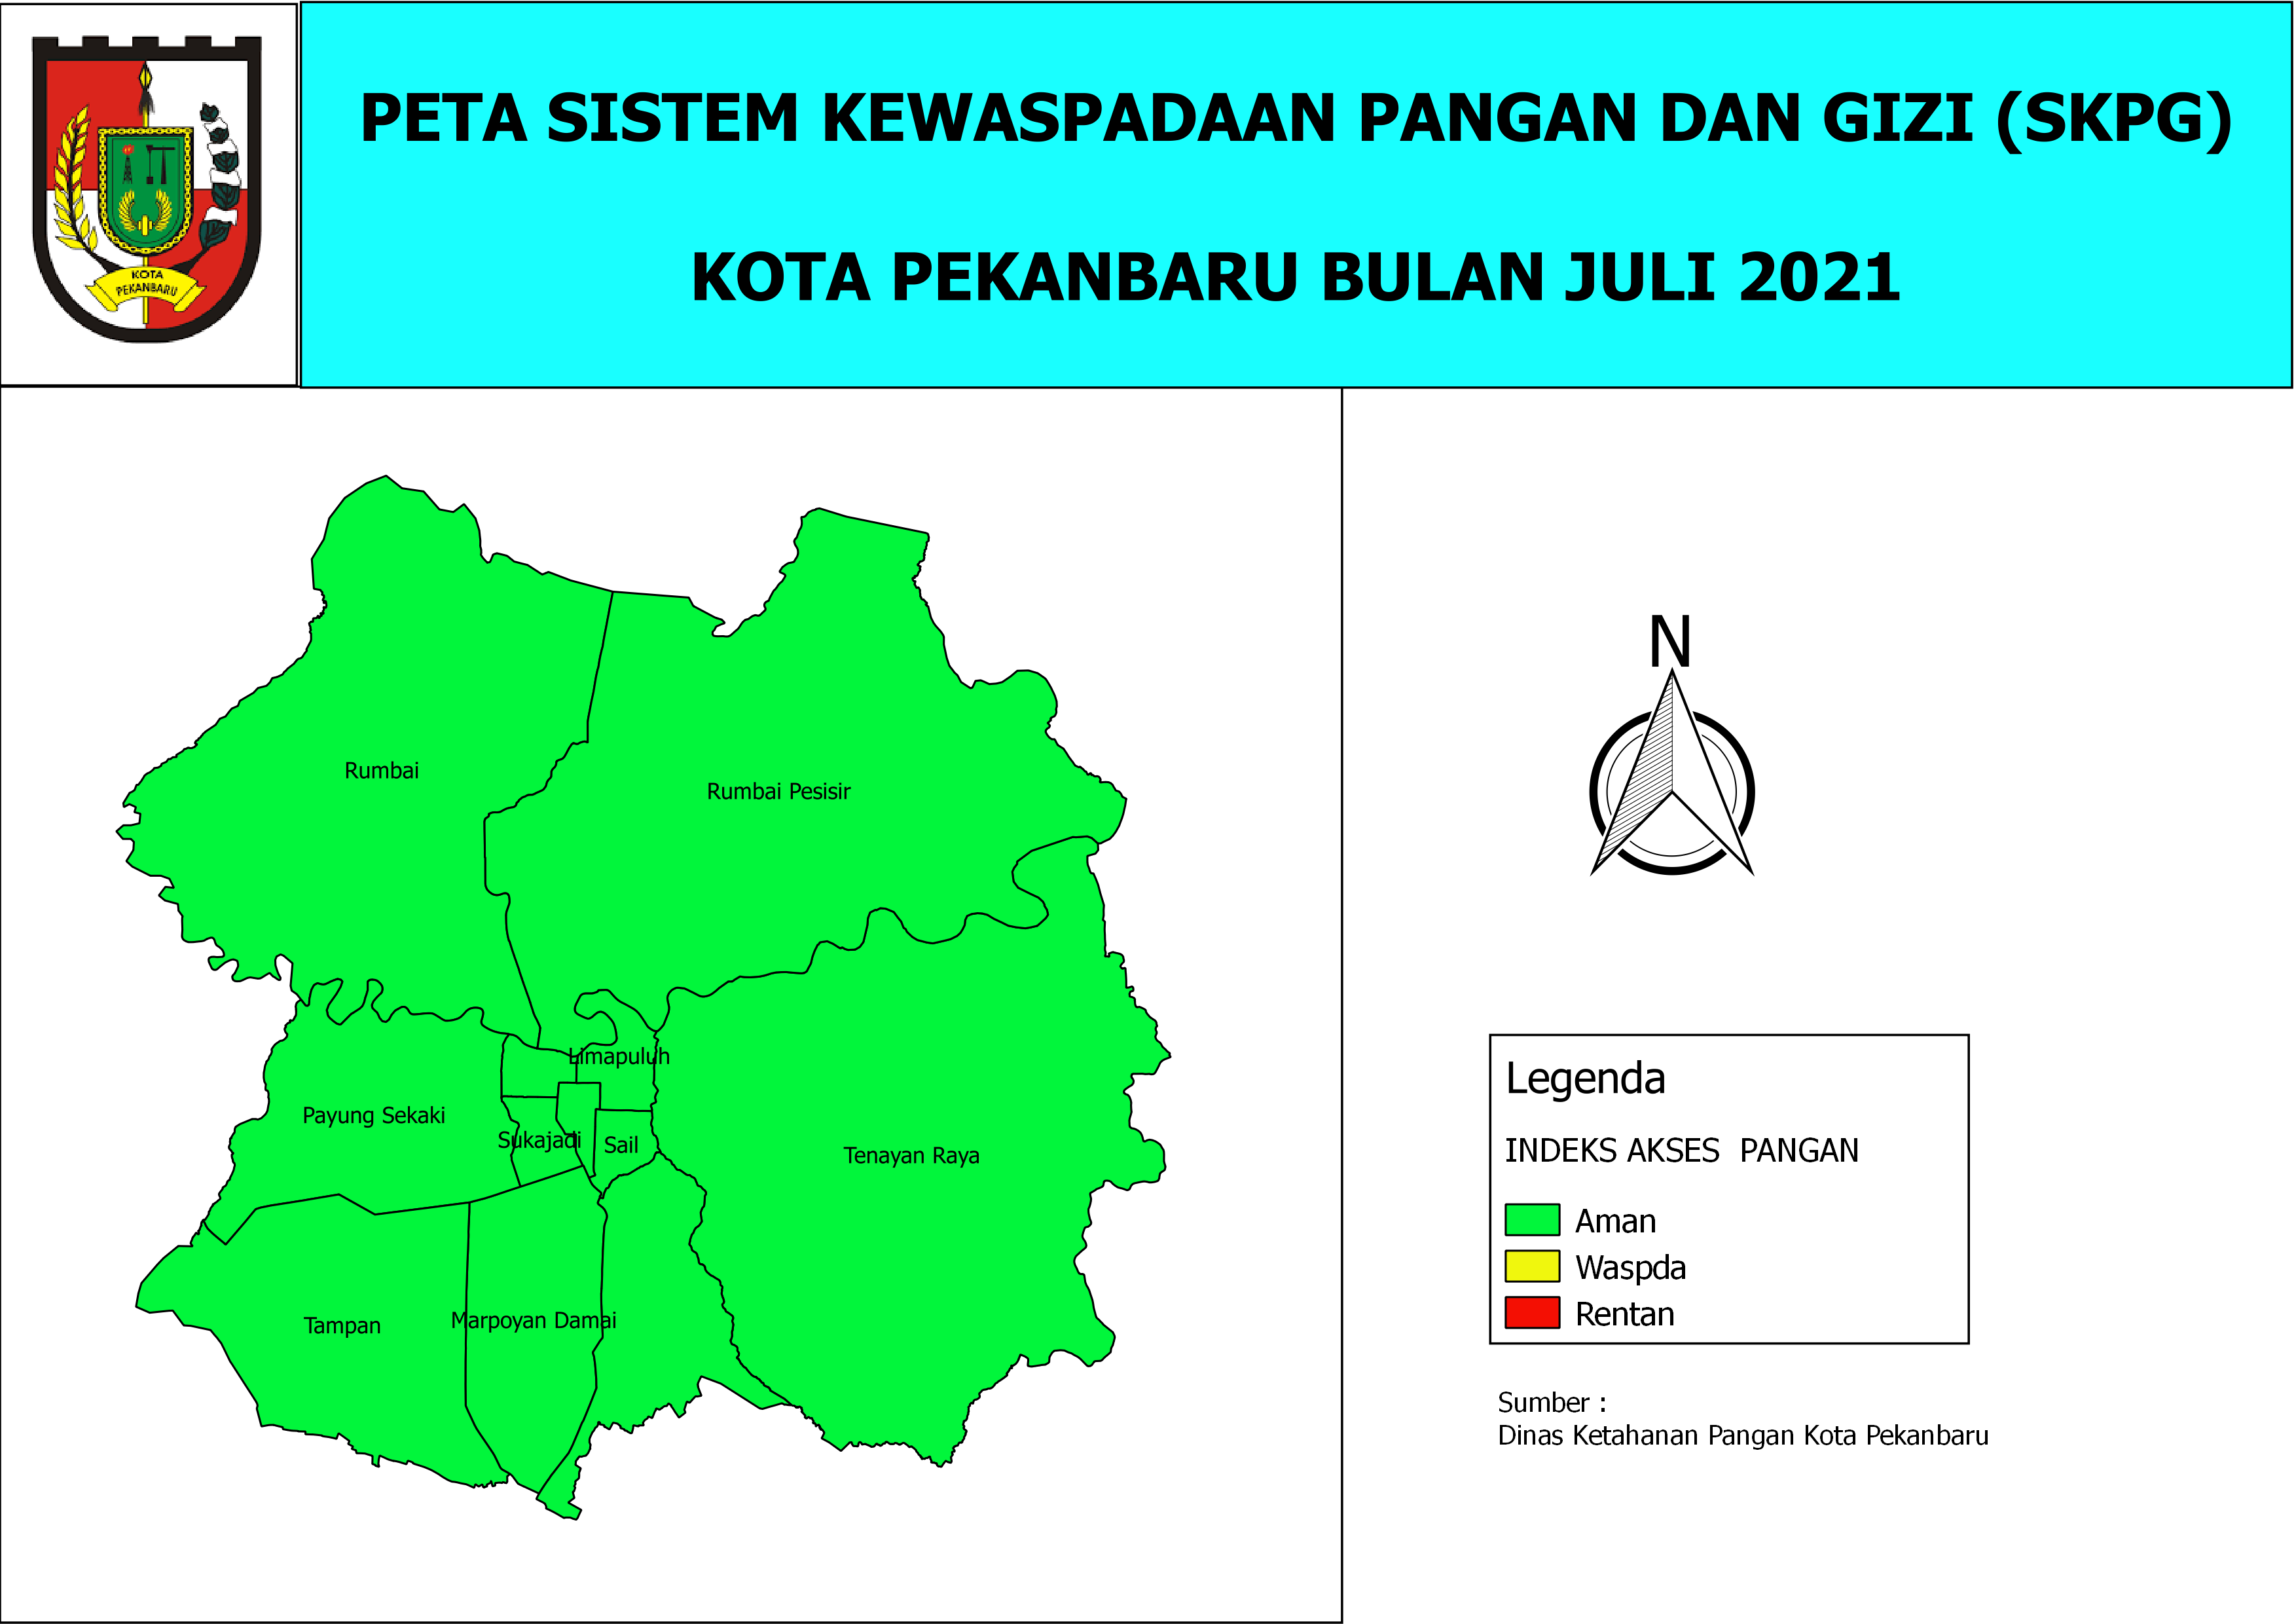 PETA SISTEM KEWASPADAAN PANGAN DAN GIZI (SKPG)
KOTA PEKANBARU BULAN JULI 2021
KOTA
PEKANBARU
N
Rumbai
Rumbai Pesisir
Limapuluh
Payung Sekaki
Sukajadi
Sail
Tenayan Raya
Tampan
Marpoyan Damai
Legenda
INDEKS AKSES PANGAN
Aman
Waspda
Rentan
Sumber :
Dinas Ketahanan Pangan Kota Pekanbaru